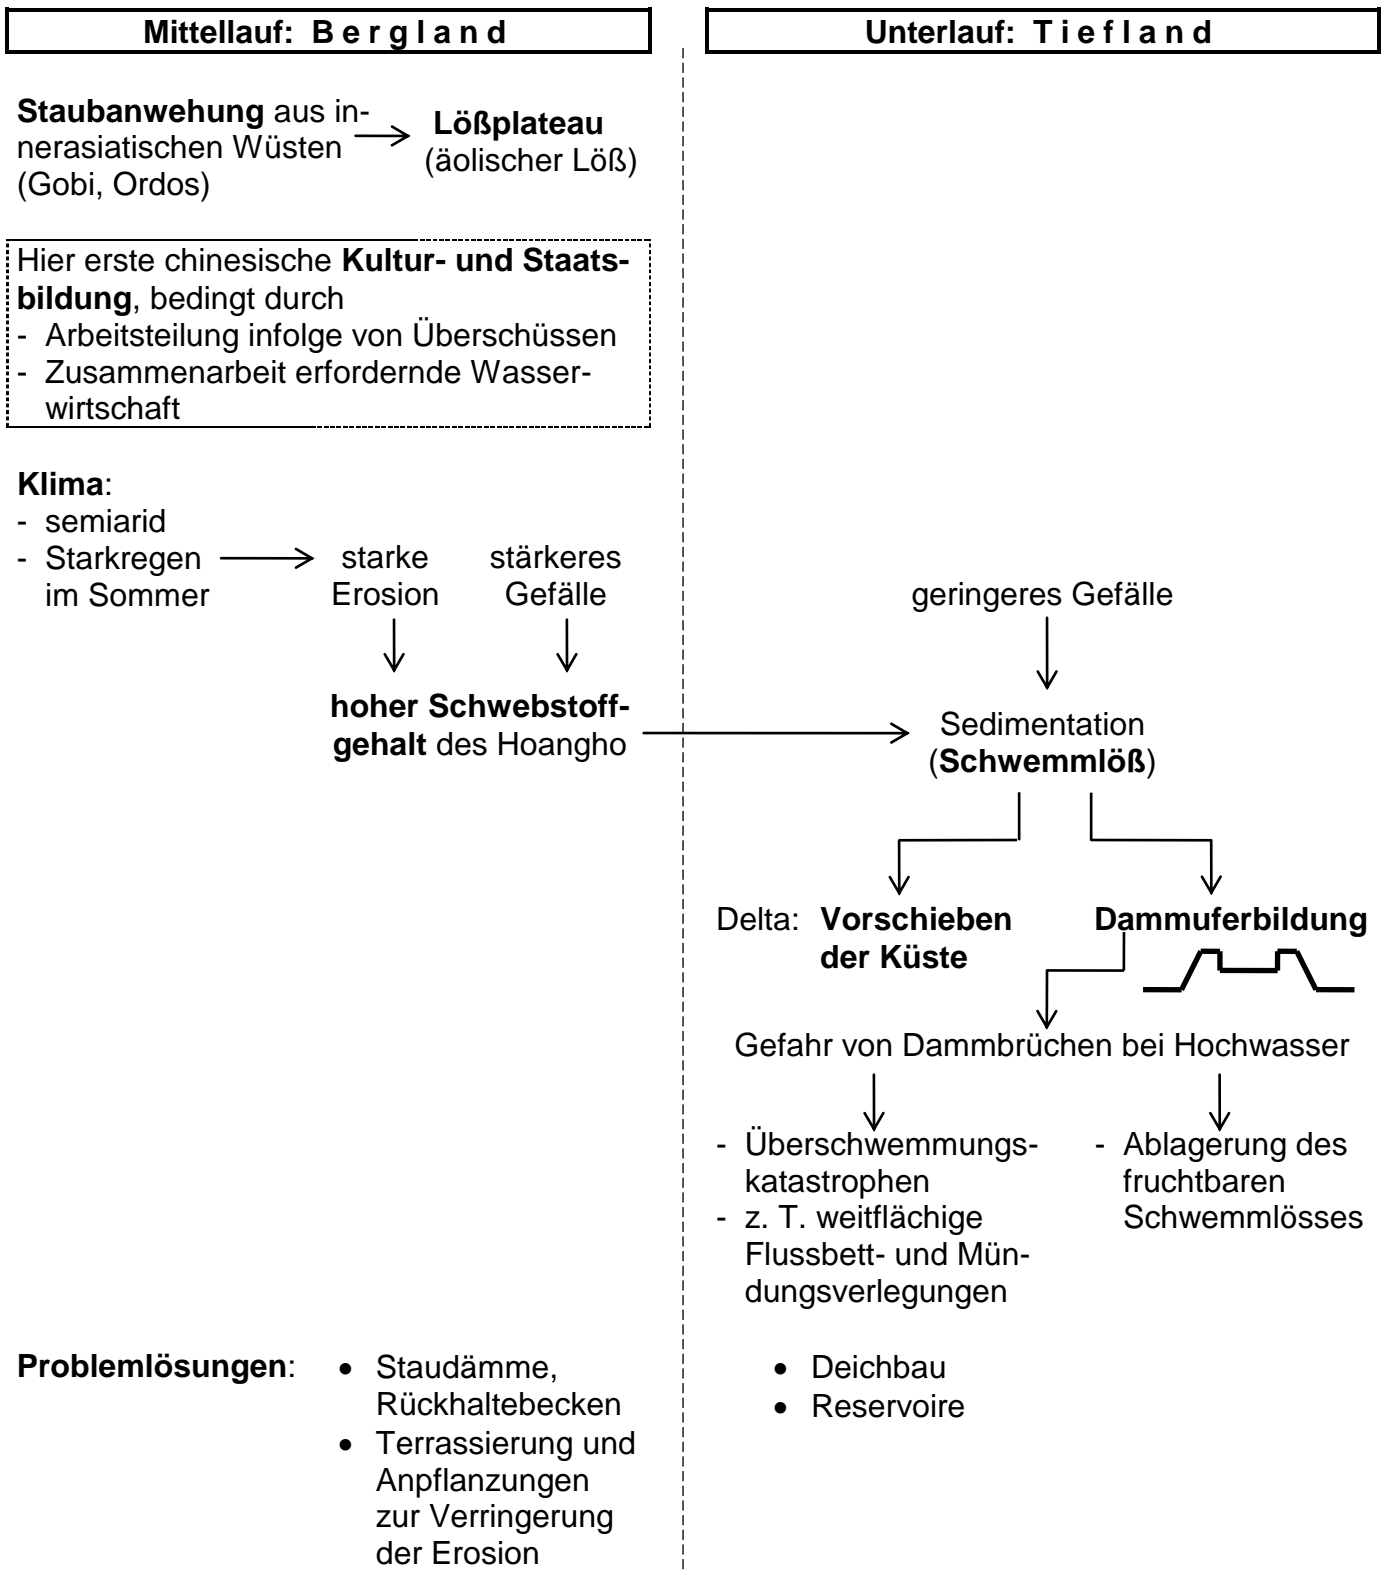 Mittellauf: B e r g l a n d
Staubanwehung aus in-
nerasiatischen Wüsten
(Gobi, Ordos)
Lößplateau
(äolischer Löß)
Hier erste chinesische Kultur- und Staats-
bildung, bedingt durch
- Arbeitsteilung infolge von Überschüssen
- Zusammenarbeit erfordernde Wasser-
wirtschaft
Klima:
- semiarid
- Starkregen
im Sommer
starke
Erosion
stärkeres
Gefälle
hoher Schwebstoff-
gehalt des Hoangho
Unterlauf: T i e f l a n d
geringeres Gefälle
Sedimentation
(Schwemmlöß)
Delta: Vorschieben
der Küste
Dammuferbildung
Gefahr von Dammbrüchen bei Hochwasser
- Überschwemmungs-
katastrophen
- z. T. weitflächige
Flussbett- und Mün-
dungsverlegungen
- Ablagerung des
fruchtbaren
Schwemmlösses
Problemlösungen:
• Staudämme,
Rückhaltebecken
• Terrassierung und
Anpflanzungen
zur Verringerung
der Erosion
• Deichbau
• Reservoire